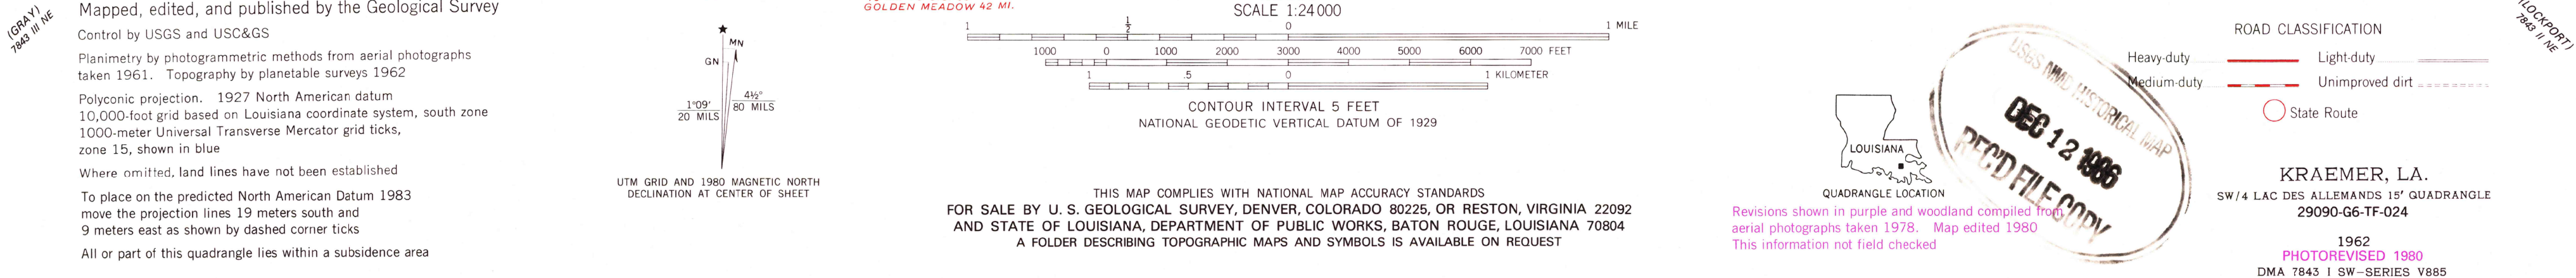 (GRAY)
7843 III NE
Mapped, edited, and published by the Geological Survey
Control by USGS and USC&GS
Planimetry by photogrammetric methods from aerial photographs
taken 1961. Topography by planetable surveys 1962
Polyconic projection. 1927 North American datum
10,000-foot grid based on Louisiana coordinate system, south zone
1000-meter Universal Transverse Mercator grid ticks,
zone 15, shown in blue
Where omitted, land lines have not been established
To place on the predicted North American Datum 1983
move the projection lines 19 meters south and
9 meters east as shown by dashed corner ticks
All or part of this quadrangle lies within a subsidence area
MN
GN
1°09′
20 MILS
4½°
80 MILS
UTM GRID AND 1980 MAGNETIC NORTH
DECLINATION AT CENTER OF SHEET
GOLDEN MEADOW 42 MI.
SCALE 1:24 000
1 ½ 0 1 MILE
1000 0 1000 2000 3000 4000 5000 6000 7000 FEET
1 .5 0 1 KILOMETER
CONTOUR INTERVAL 5 FEET
NATIONAL GEODETIC VERTICAL DATUM OF 1929
THIS MAP COMPLIES WITH NATIONAL MAP ACCURACY STANDARDS
FOR SALE BY U. S. GEOLOGICAL SURVEY, DENVER, COLORADO 80225, OR RESTON, VIRGINIA 22092
AND STATE OF LOUISIANA, DEPARTMENT OF PUBLIC WORKS, BATON ROUGE, LOUISIANA 70804
A FOLDER DESCRIBING TOPOGRAPHIC MAPS AND SYMBOLS IS AVAILABLE ON REQUEST
LOUISIANA
QUADRANGLE LOCATION
Revisions shown in purple and woodland compiled from
aerial photographs taken 1978. Map edited 1980
This information not field checked
USGS NMD HISTORICAL MAP
DEC 12 1986
REC'D FILE COPY
ROAD CLASSIFICATION
Heavy-duty Light-duty
Medium-duty Unimproved dirt
State Route
KRAEMER, LA.
SW/4 LAC DES ALLEMANDS 15′ QUADRANGLE
29090-G6-TF-024
1962
PHOTOREVISED 1980
DMA 7843 I SW-SERIES V885
(LOCKPORT)
7843 II NE